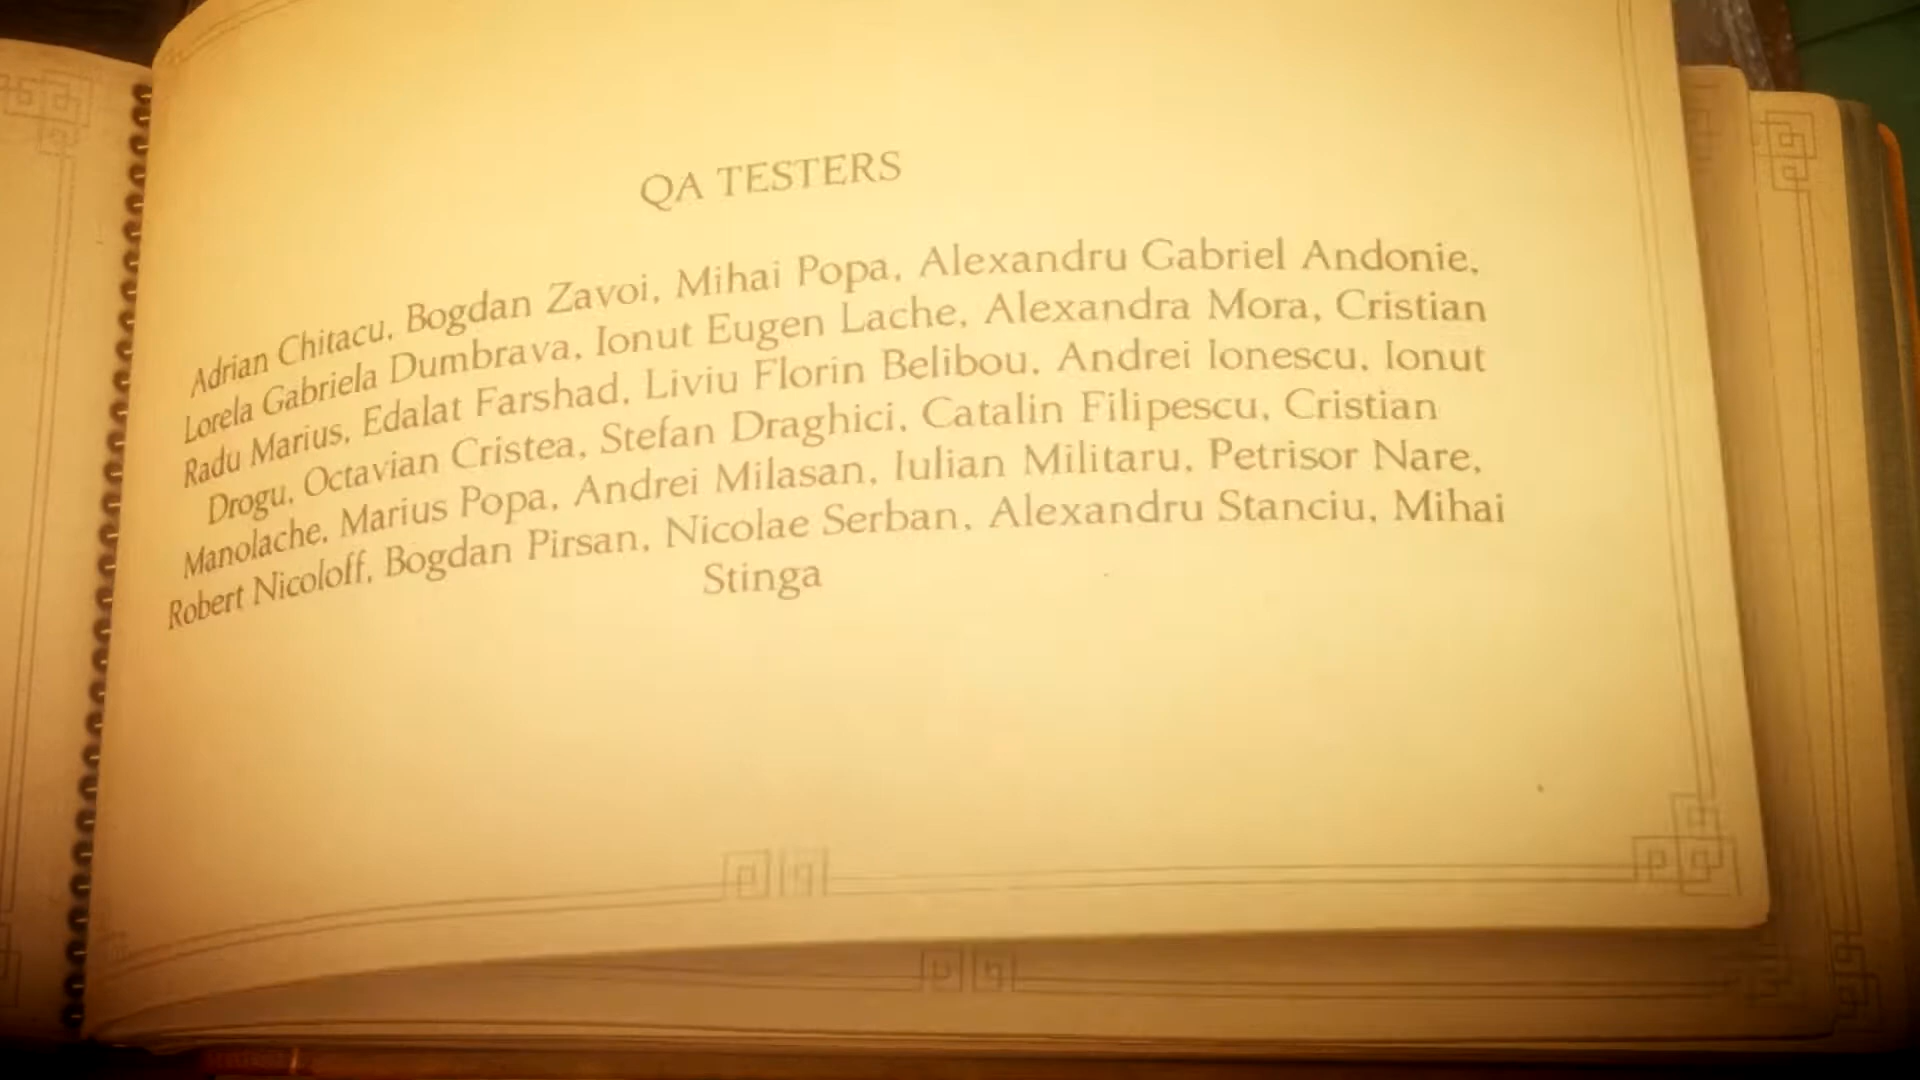 QA TESTERS
Adrian Chitacu, Bogdan Zavoi, Mihai Popa, Alexandru Gabriel Andonie,
Lorela Gabriela Dumbrava, Ionut Eugen Lache, Alexandra Mora, Cristian
Radu Marius, Edalat Farshad, Liviu Florin Belibou, Andrei Ionescu, Ionut
Drogu, Octavian Cristea, Stefan Draghici, Catalin Filipescu, Cristian
Manolache, Marius Popa, Andrei Milasan, Iulian Militaru, Petrisor Nare,
Robert Nicoloff, Bogdan Pirsan, Nicolae Serban, Alexandru Stanciu, Mihai
Stinga